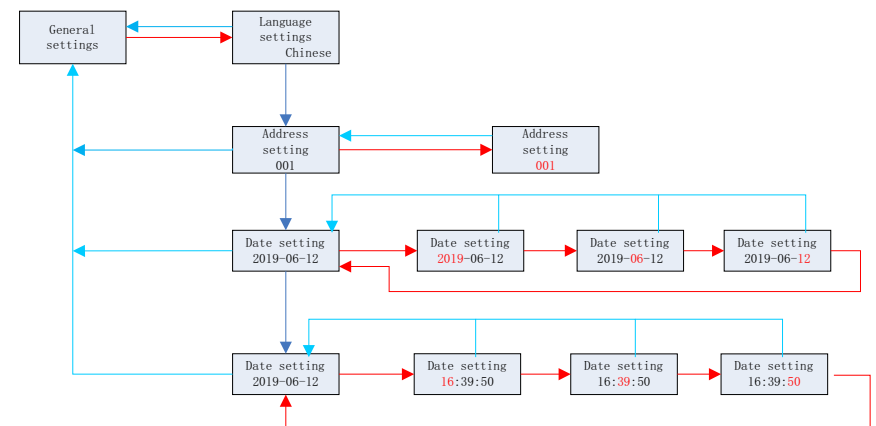 General
settings
Language
settings
Chinese
Address
setting
001
Address
setting
001
Date setting
2019-06-12
Date setting
2019-06-12
Date setting
2019-06-12
Date setting
2019-06-12
Date setting
2019-06-12
Date setting
16:39:50
Date setting
16:39:50
Date setting
16:39:50